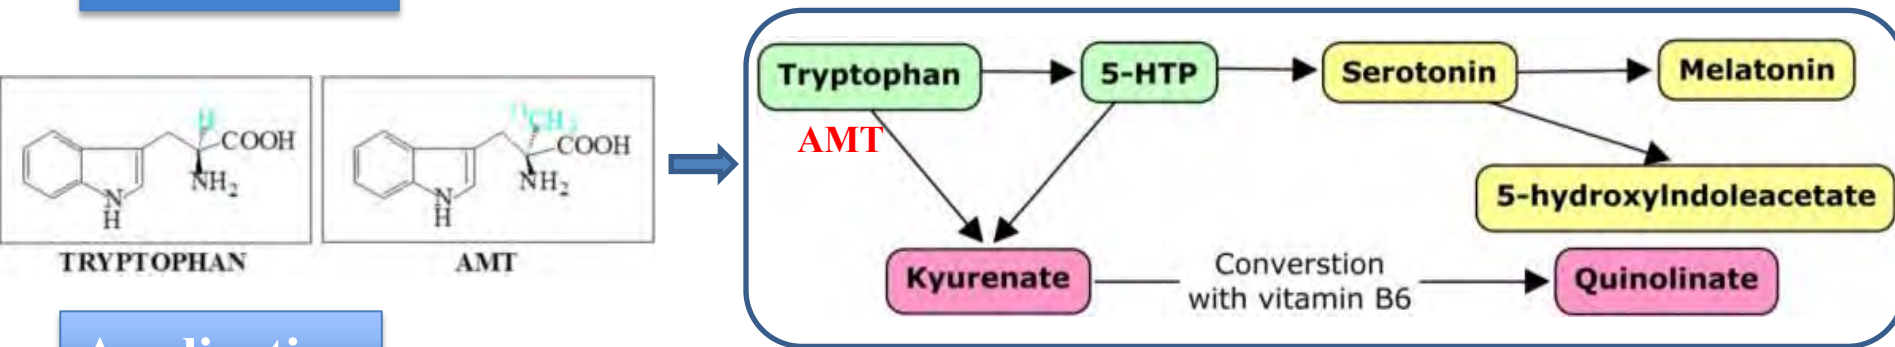 Tryptophan
5-HTP
Serotonin
Melatonin
H
COOH
NH2
N
H
TRYPTOPHAN
11CH3
COOH
NH2
N
H
AMT
AMT
5-hydroxyIndoleacetate
Kyurenate
Converstion
with vitamin B6
Quinolinate